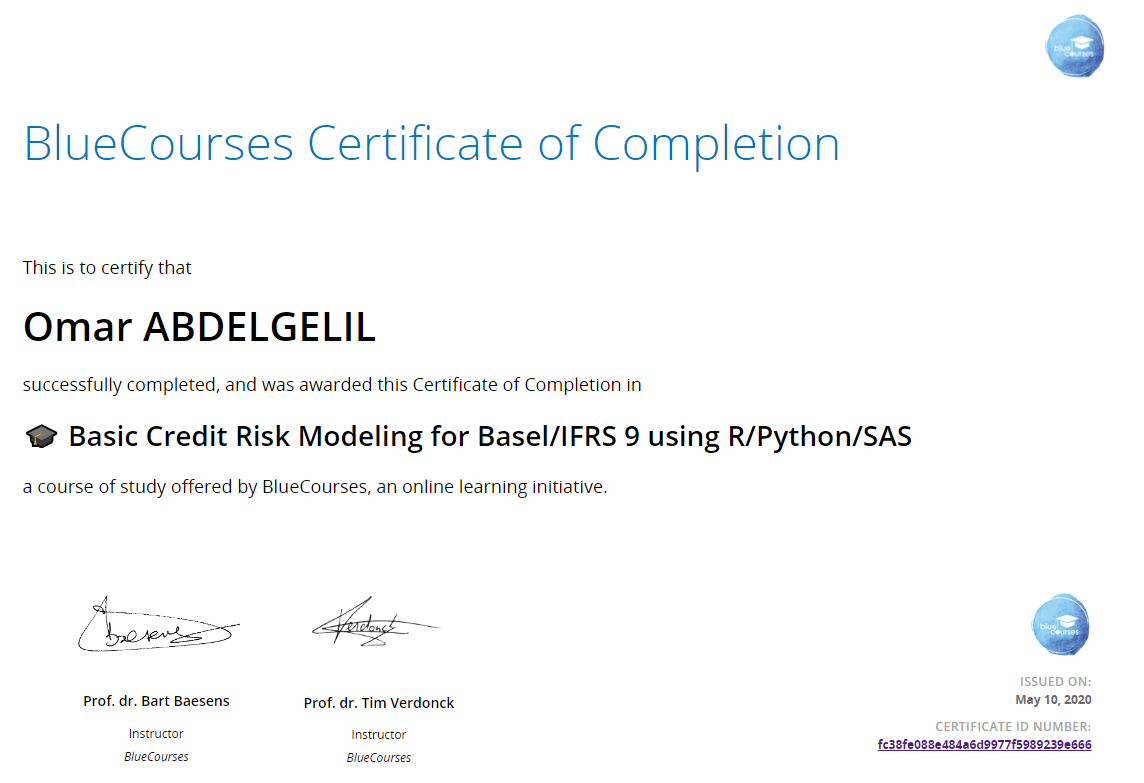 blue
courses
BlueCourses Certificate of Completion
This is to certify that
Omar ABDELGELIL
successfully completed, and was awarded this Certificate of Completion in
🎓 Basic Credit Risk Modeling for Basel/IFRS 9 using R/Python/SAS
a course of study offered by BlueCourses, an online learning initiative.
Baesens
Verdonck
Prof. dr. Bart Baesens
Instructor
BlueCourses
Prof. dr. Tim Verdonck
Instructor
BlueCourses
blue
courses
ISSUED ON:
May 10, 2020
CERTIFICATE ID NUMBER:
fc38fe088e484a6d9977f5989239e666